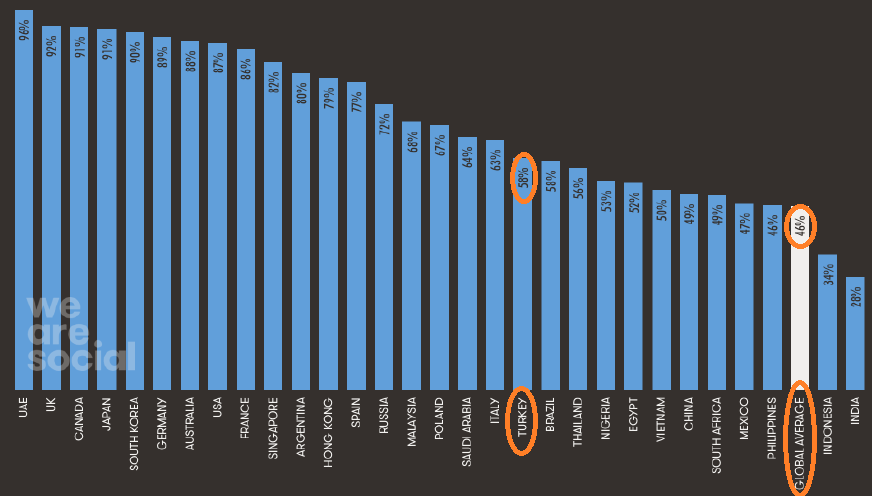 96%
92%
91%
91%
90%
89%
88%
87%
86%
82%
80%
79%
77%
72%
68%
67%
64%
63%
58%
58%
56%
53%
52%
50%
49%
49%
47%
46%
46%
34%
28%
we
are
social
UAE
UK
CANADA
JAPAN
SOUTH KOREA
GERMANY
AUSTRALIA
USA
FRANCE
SINGAPORE
ARGENTINA
HONG KONG
SPAIN
RUSSIA
MALAYSIA
POLAND
SAUDI ARABIA
ITALY
TURKEY
BRAZIL
THAILAND
NIGERIA
EGYPT
VIETNAM
CHINA
SOUTH AFRICA
MEXICO
PHILIPPINES
GLOBAL AVERAGE
INDONESIA
INDIA